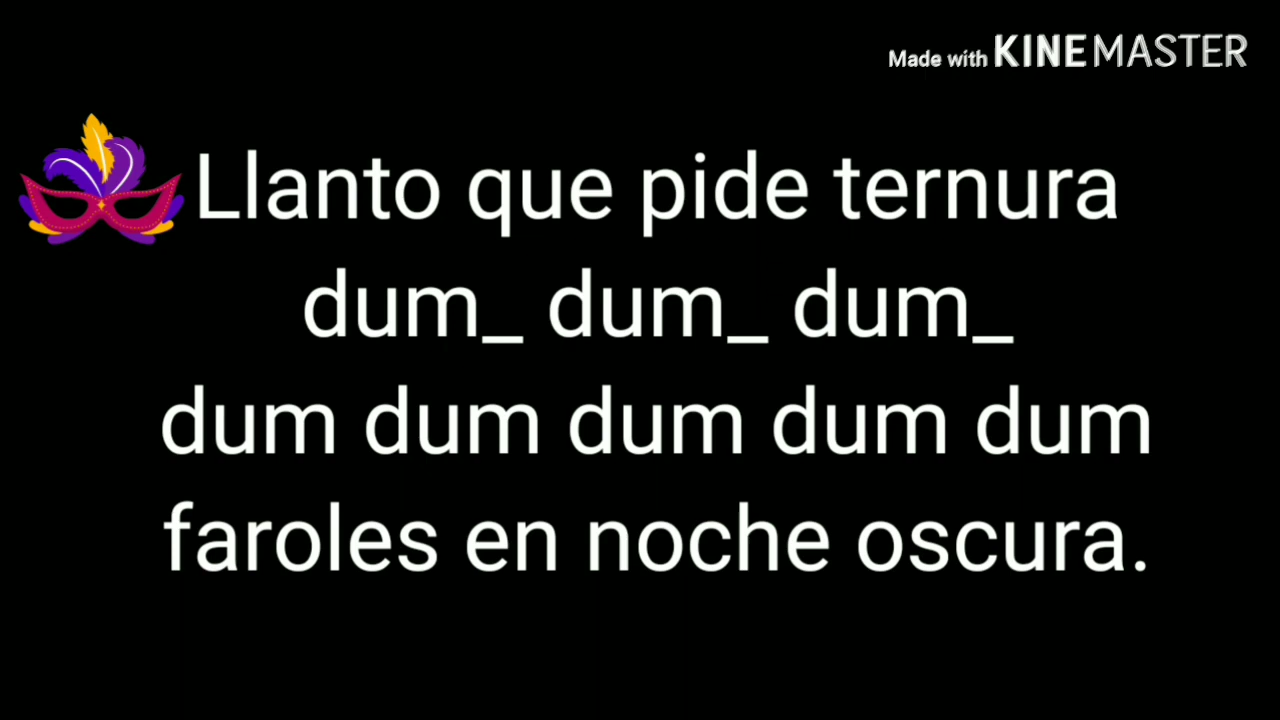 Made with KINEMASTER
Llanto que pide ternura
dum_ dum_ dum_
dum dum dum dum dum
faroles en noche oscura.